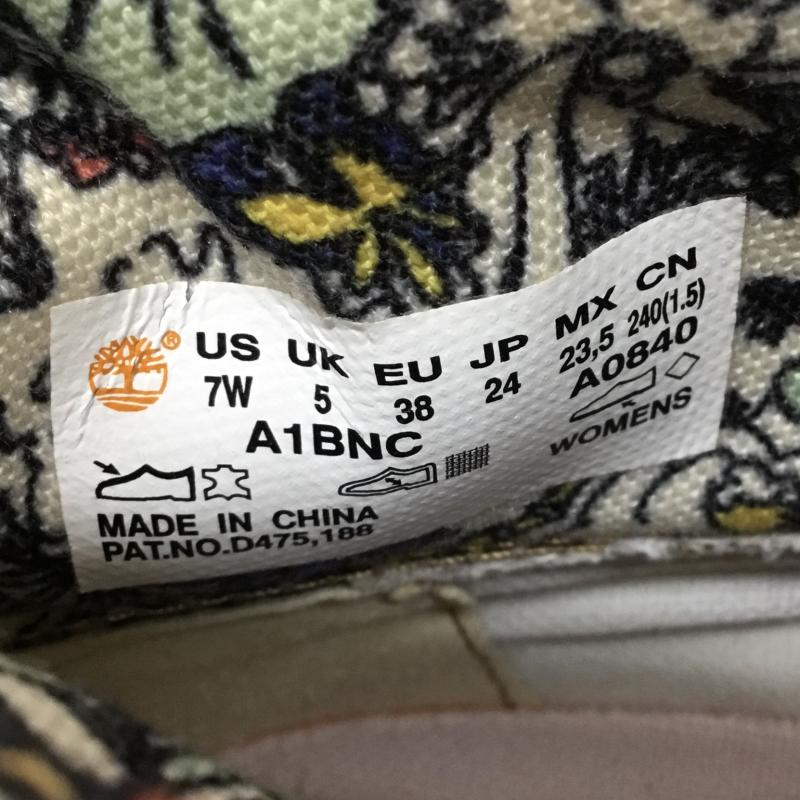 ® US UK EU JP MX CN
7W 5 38 24 23,5 240(1.5)
A1BNC A0840
WOMENS
MADE IN CHINA
PAT.NO.D475,188